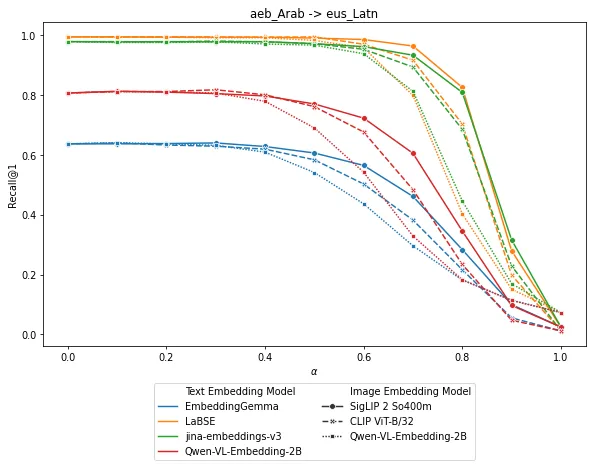 aeb_Arab -> eus_Latn
Recall@1
1.0
0.8
0.6
0.4
0.2
0.0
0.0 0.2 0.4 0.6 0.8 1.0
α
Text Embedding Model
EmbeddingGemma
LaBSE
jina-embeddings-v3
Qwen-VL-Embedding-2B
Image Embedding Model
SigLIP 2 So400m
CLIP ViT-B/32
Qwen-VL-Embedding-2B